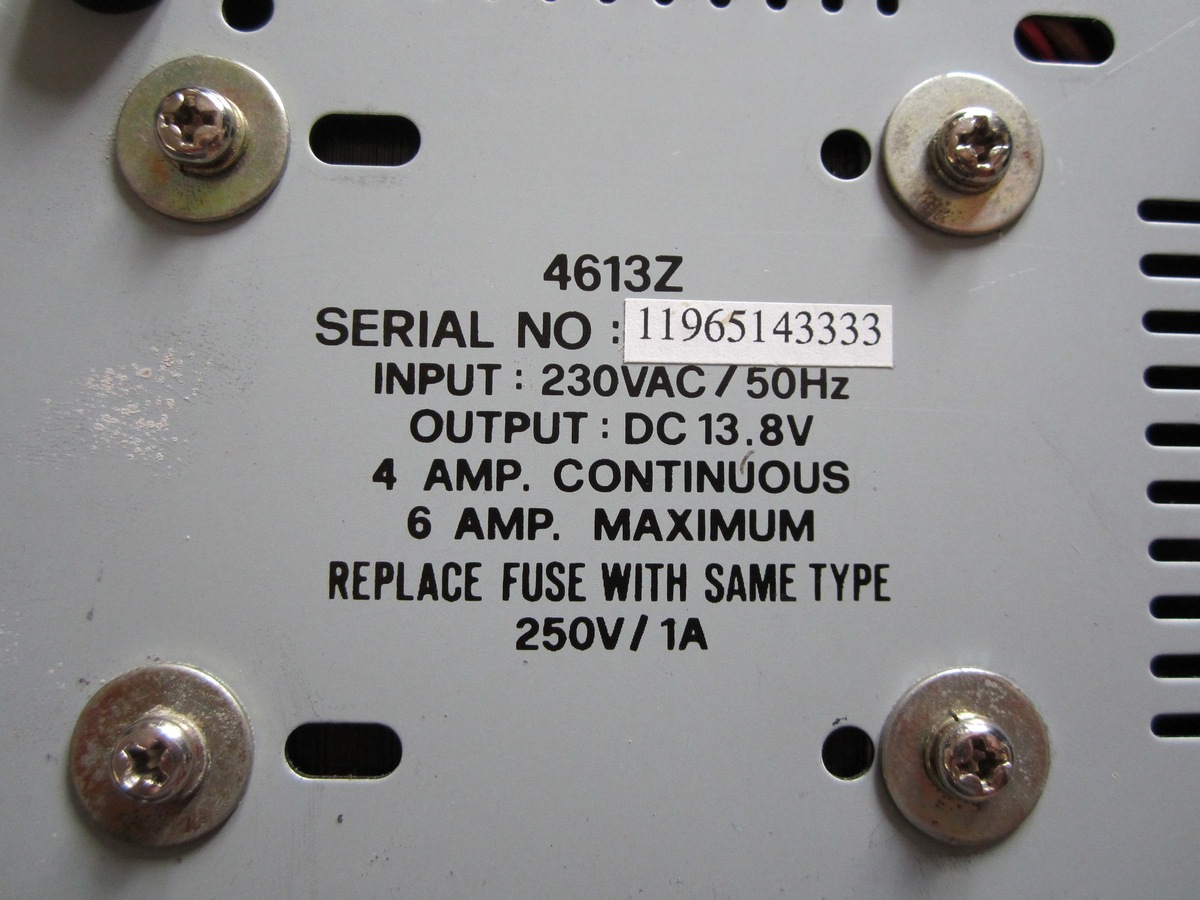 4613Z
SERIAL NO : 11965143333
INPUT : 230VAC / 50Hz
OUTPUT : DC 13.8V
4 AMP. CONTINUOUS
6 AMP. MAXIMUM
REPLACE FUSE WITH SAME TYPE
250V / 1A